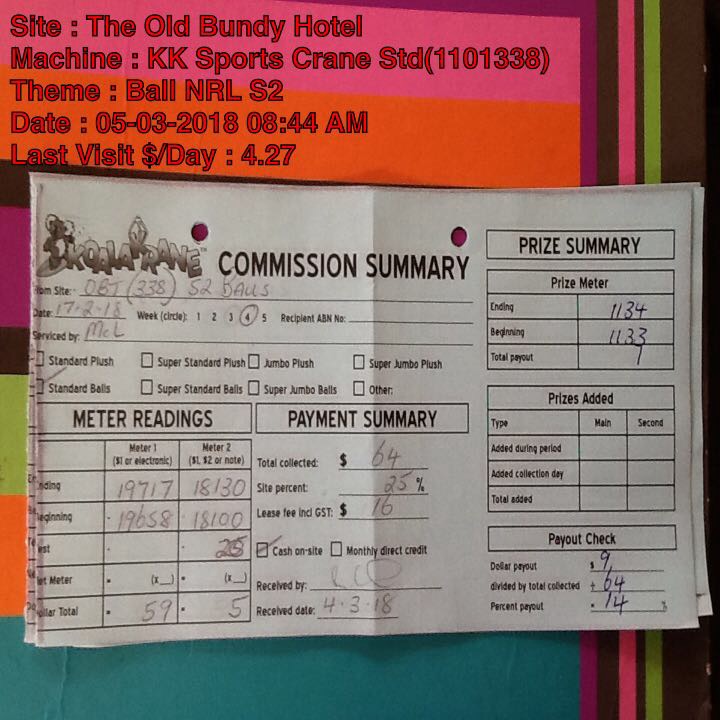 Site : The Old Bundy Hotel
Machine : KK Sports Crane Std(1101338)
Theme : Ball NRL S2
Date : 05-03-2018 08:44 AM
Last Visit $/Day : 4.27
KOALA KRANE™
COMMISSION SUMMARY
From Site: OBT (338) S2 BALLS
Date: 17-2-18 Week (circle): 1 2 3 4 5 Recipient ABN No:
Serviced by: McL
Standard Plush Super Standard Plush Jumbo Plush Super Jumbo Plush
Standard Balls Super Standard Balls Super Jumbo Balls Other:
METER READINGS
Meter 1 Meter 2
($1 or electronic) ($1, $2 or note)
Ending 19717 18130
Beginning - 19658 - 18100
Test - 25
Net Meter = (x__) = (x__)
Dollar Total = 59 = 5
PAYMENT SUMMARY
Total collected: $ 64
Site percent: 25 %
Lease fee incl GST: $ 16
Cash on-site Monthly direct credit
Received by:
Received date: 4-3-18
PRIZE SUMMARY
Prize Meter
Ending 1134
Beginning 1133
Total payout 1
Prizes Added
Type Main Second
Added during period
Added collection day
Total added
Payout Check
Dollar payout $ 9
divided by total collected ÷ 64
Percent payout = 14 %